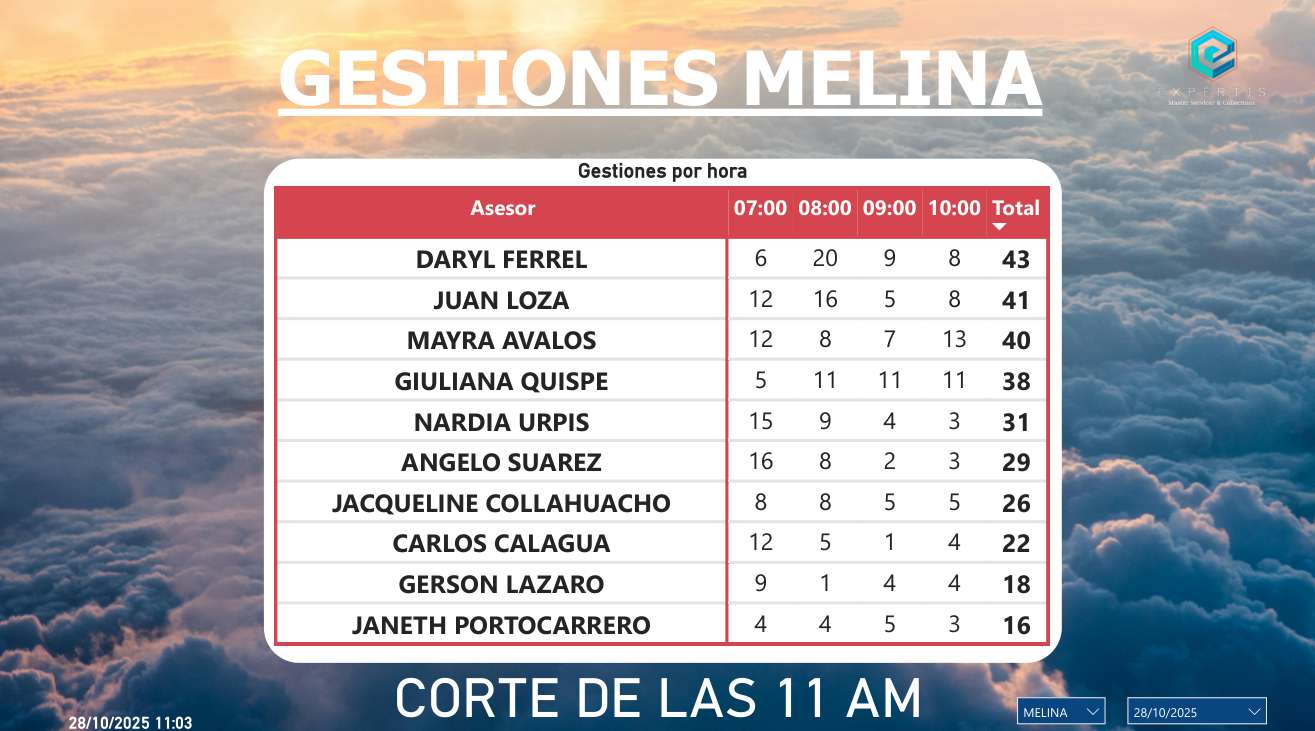 GESTIONES MELINA
EXPERTIS
Master Servicer & Collections
Gestiones por hora
Asesor 07:00 08:00 09:00 10:00 Total
DARYL FERREL 6 20 9 8 43
JUAN LOZA 12 16 5 8 41
MAYRA AVALOS 12 8 7 13 40
GIULIANA QUISPE 5 11 11 11 38
NARDIA URPIS 15 9 4 3 31
ANGELO SUAREZ 16 8 2 3 29
JACQUELINE COLLAHUACHO 8 8 5 5 26
CARLOS CALAGUA 12 5 1 4 22
GERSON LAZARO 9 1 4 4 18
JANETH PORTOCARRERO 4 4 5 3 16
CORTE DE LAS 11 AM
28/10/2025 11:03
MELINA
28/10/2025